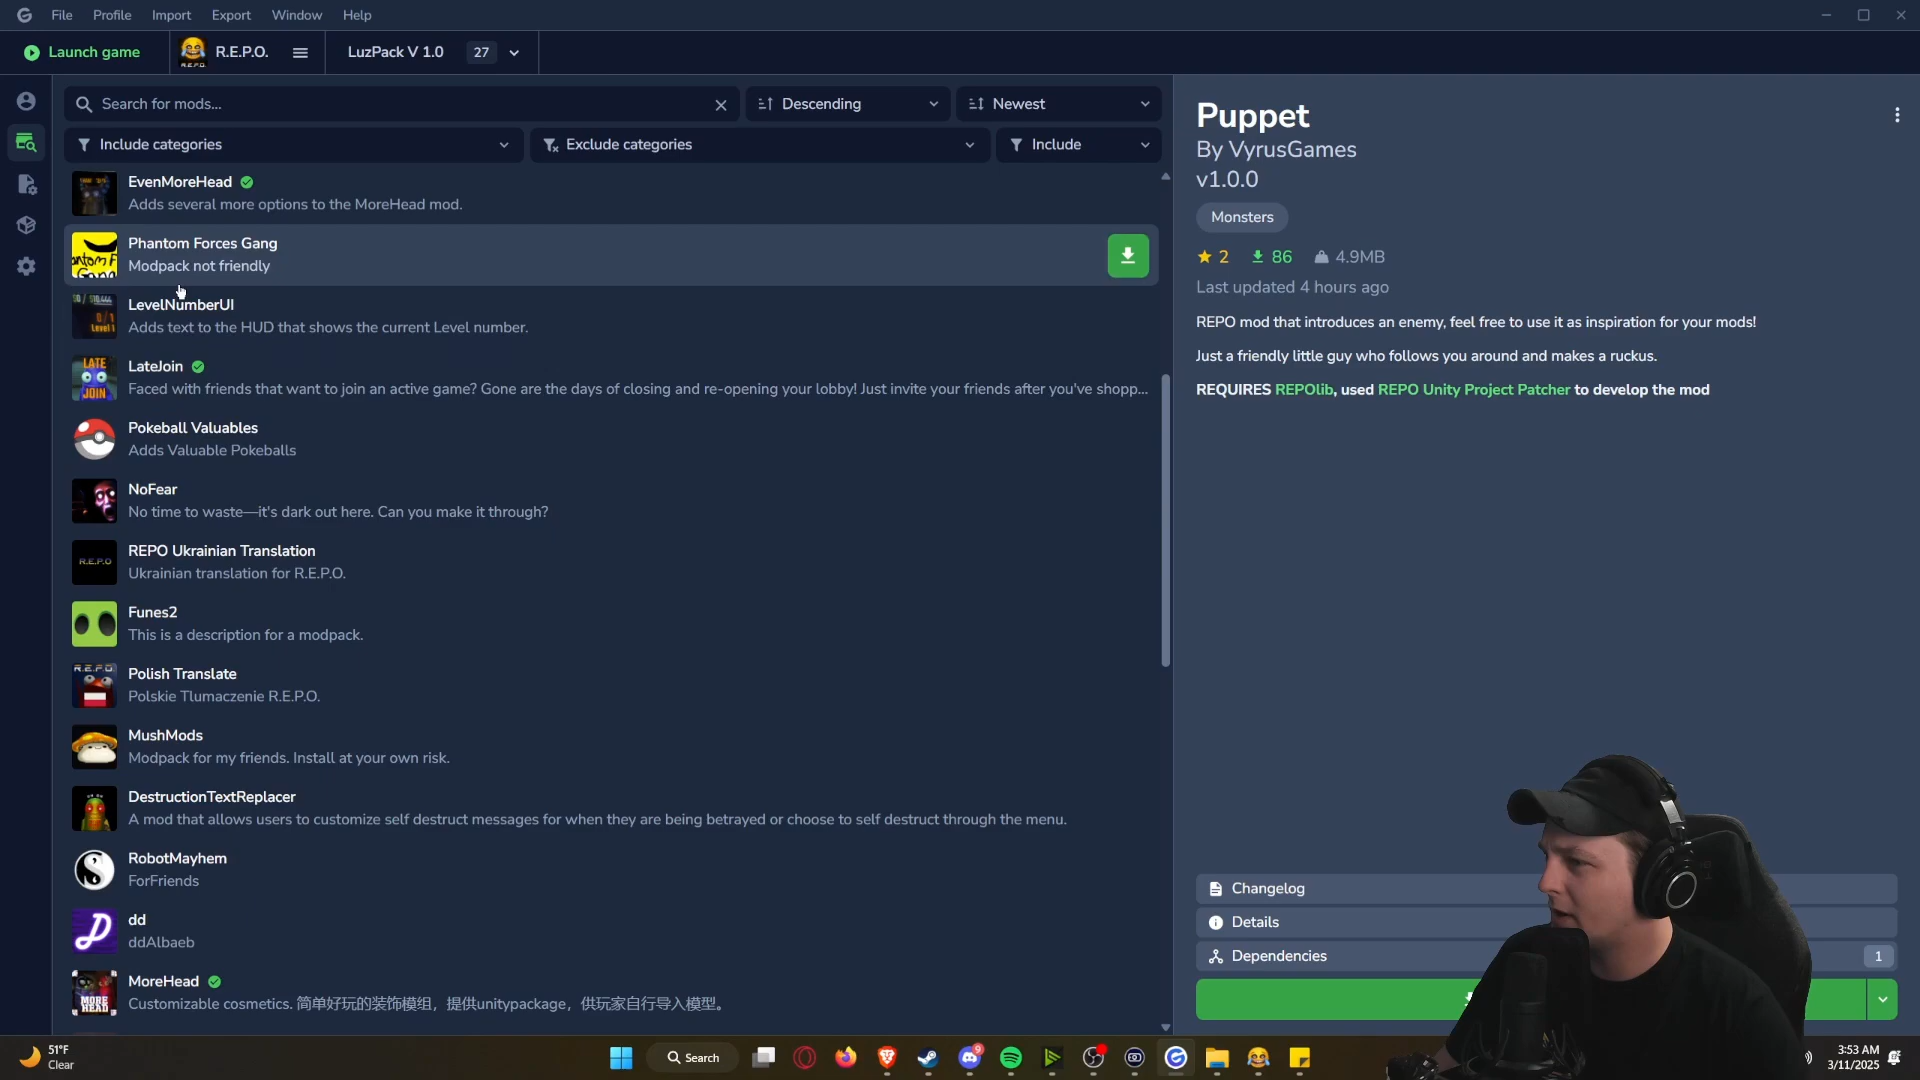 File Profile Import Export Window Help
Launch game R.E.P.O. LuzPack V 1.0 27
Search for mods... Descending Newest
Include categories Exclude categories Include
EvenMoreHead
Adds several more options to the MoreHead mod.
Phantom Forces Gang
Modpack not friendly
LevelNumberUI
Adds text to the HUD that shows the current Level number.
LateJoin
Faced with friends that want to join an active game? Gone are the days of closing and re-opening your lobby! Just invite your friends after you've shopp...
Pokeball Valuables
Adds Valuable Pokeballs
NoFear
No time to waste—it's dark out here. Can you make it through?
REPO Ukrainian Translation
Ukrainian translation for R.E.P.O.
Funes2
This is a description for a modpack.
Polish Translate
Polskie Tlumaczenie R.E.P.O.
MushMods
Modpack for my friends. Install at your own risk.
DestructionTextReplacer
A mod that allows users to customize self destruct messages for when they are being betrayed or choose to self destruct through the menu.
RobotMayhem
ForFriends
dd
ddAlbaeb
MoreHead
Customizable cosmetics. 简单好玩的装饰模组，提供unitypackage，供玩家自行导入模型。
Puppet
By VyrusGames
v1.0.0
Monsters
2 86 4.9MB
Last updated 4 hours ago
REPO mod that introduces an enemy, feel free to use it as inspiration for your mods!
Just a friendly little guy who follows you around and makes a ruckus.
REQUIRES REPOlib, used REPO Unity Project Patcher to develop the mod
Changelog
Details
Dependencies 1
51°F
Clear
Search
9
3:53 AM
3/11/2025
R.E.P.O.
LATE
JOIN
R.E.P.O
R.E.P.O.
MORE
HEAD